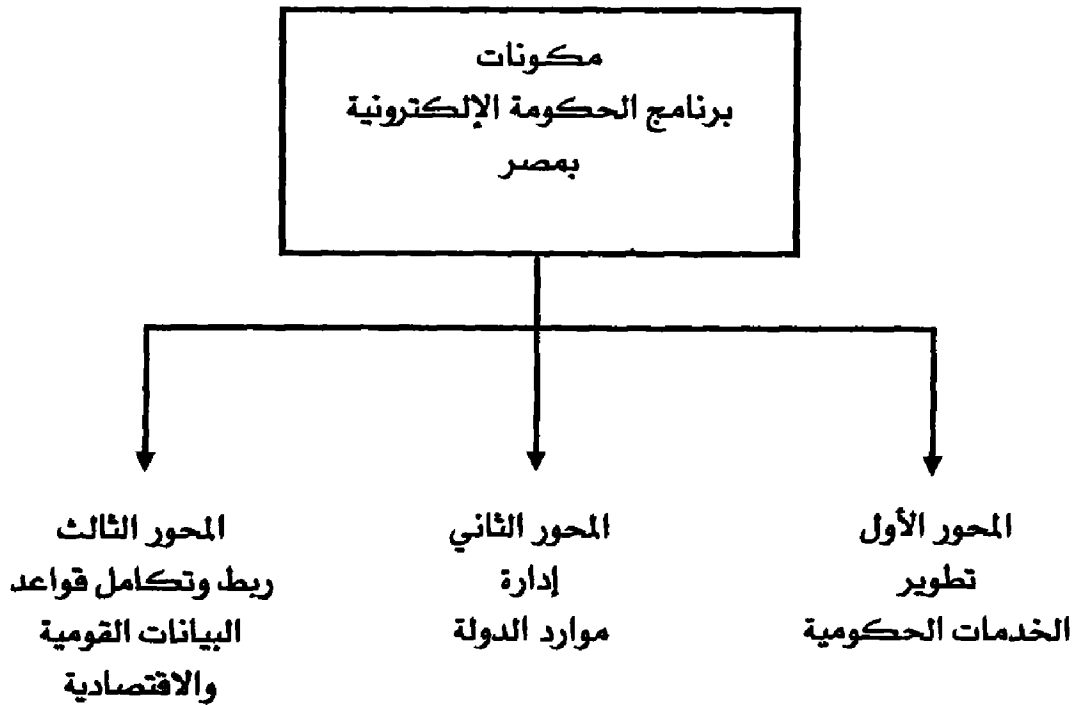 مكونات
برنامج الحكومة الإلكترونية
بمصر
المحور الأول
تطوير
الخدمات الحكومية
المحور الثاني
إدارة
موارد الدولة
المحور الثالث
ربط وتكامل قواعد
البيانات القومية
والاقتصادية